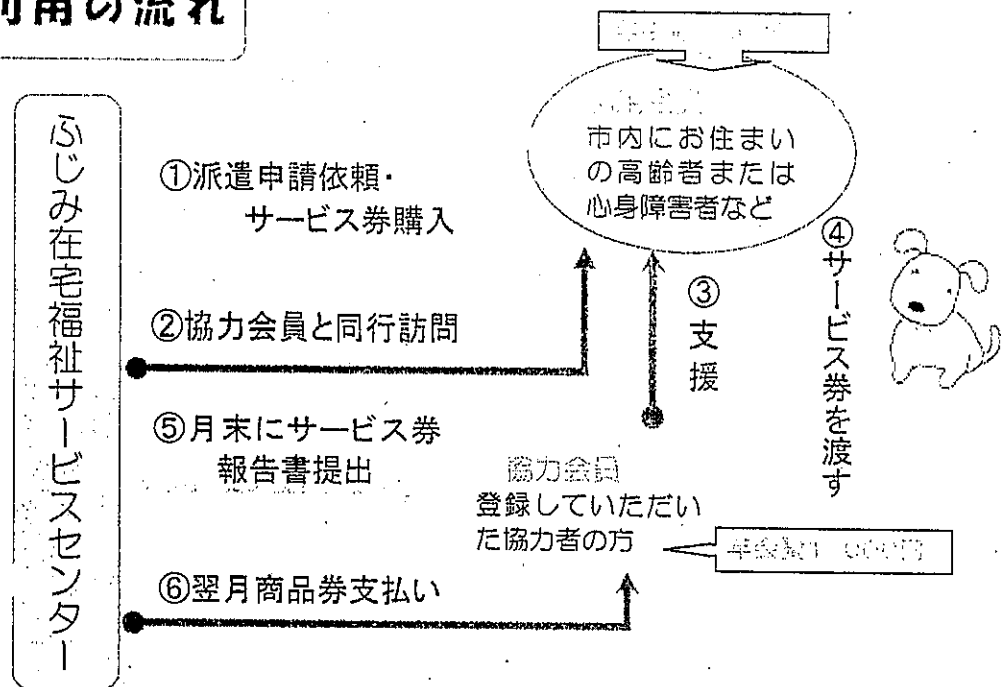 利用の流れ
ふじみ在宅福祉サービスセンター
①派遣申請依頼・
サービス券購入
②協力会員と同行訪問
⑤月末にサービス券
報告書提出
⑥翌月商品券支払い
市内にお住まい
の高齢者または
心身障害者など
③支援
④サービス券を渡す
協力会員
登録していただい
た協力者の方